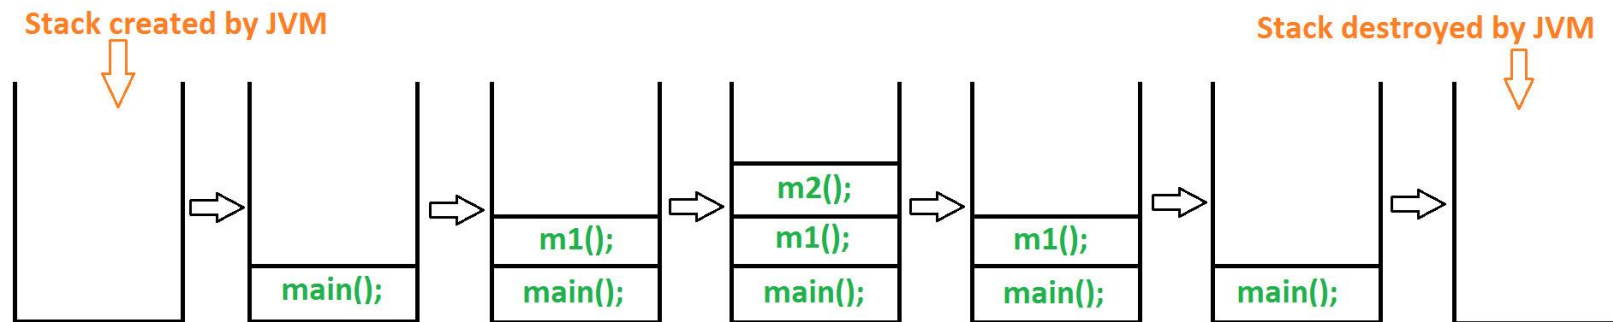 Stack created by JVM
Stack destroyed by JVM
main();
m1();
main();
m2();
m1();
main();
m1();
main();
main();